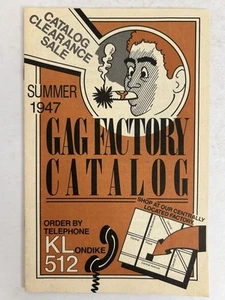 CATALOG
CLEARANCE
SALE
SUMMER
1947
GAG FACTORY
CATALOG
SHOP AT OUR CENTRALLY
LOCATED FACTORY
ORDER BY
TELEPHONE
KLONDIKE
512